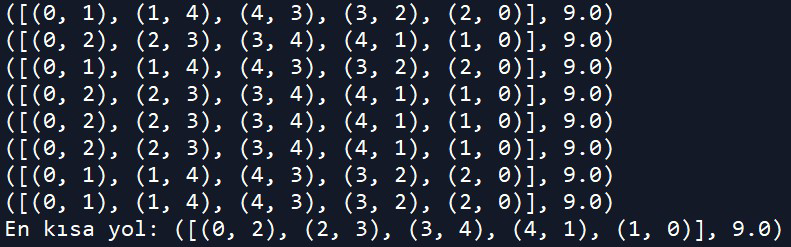 ([(0, 1), (1, 4), (4, 3), (3, 2), (2, 0)], 9.0)
([(0, 2), (2, 3), (3, 4), (4, 1), (1, 0)], 9.0)
([(0, 1), (1, 4), (4, 3), (3, 2), (2, 0)], 9.0)
([(0, 2), (2, 3), (3, 4), (4, 1), (1, 0)], 9.0)
([(0, 2), (2, 3), (3, 4), (4, 1), (1, 0)], 9.0)
([(0, 2), (2, 3), (3, 4), (4, 1), (1, 0)], 9.0)
([(0, 1), (1, 4), (4, 3), (3, 2), (2, 0)], 9.0)
([(0, 1), (1, 4), (4, 3), (3, 2), (2, 0)], 9.0)
En kısa yol: ([(0, 2), (2, 3), (3, 4), (4, 1), (1, 0)], 9.0)